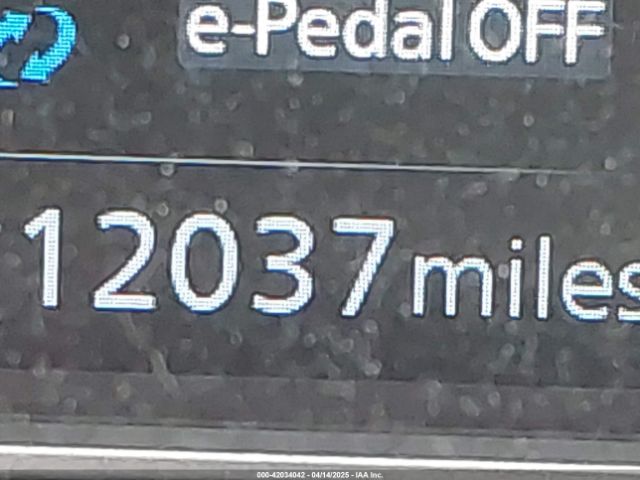 e-Pedal OFF
12037 miles
000-42034042 - 04/14/2025 - IAA Inc.